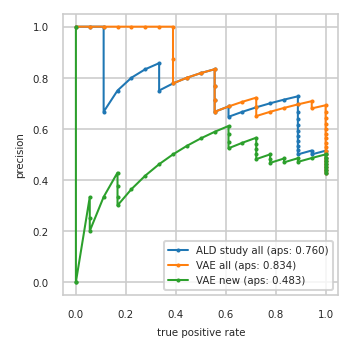 1.0
0.8
0.6
0.4
0.2
0.0
precision
ALD study all (aps: 0.760)
VAE all (aps: 0.834)
VAE new (aps: 0.483)
0.0 0.2 0.4 0.6 0.8 1.0
true positive rate